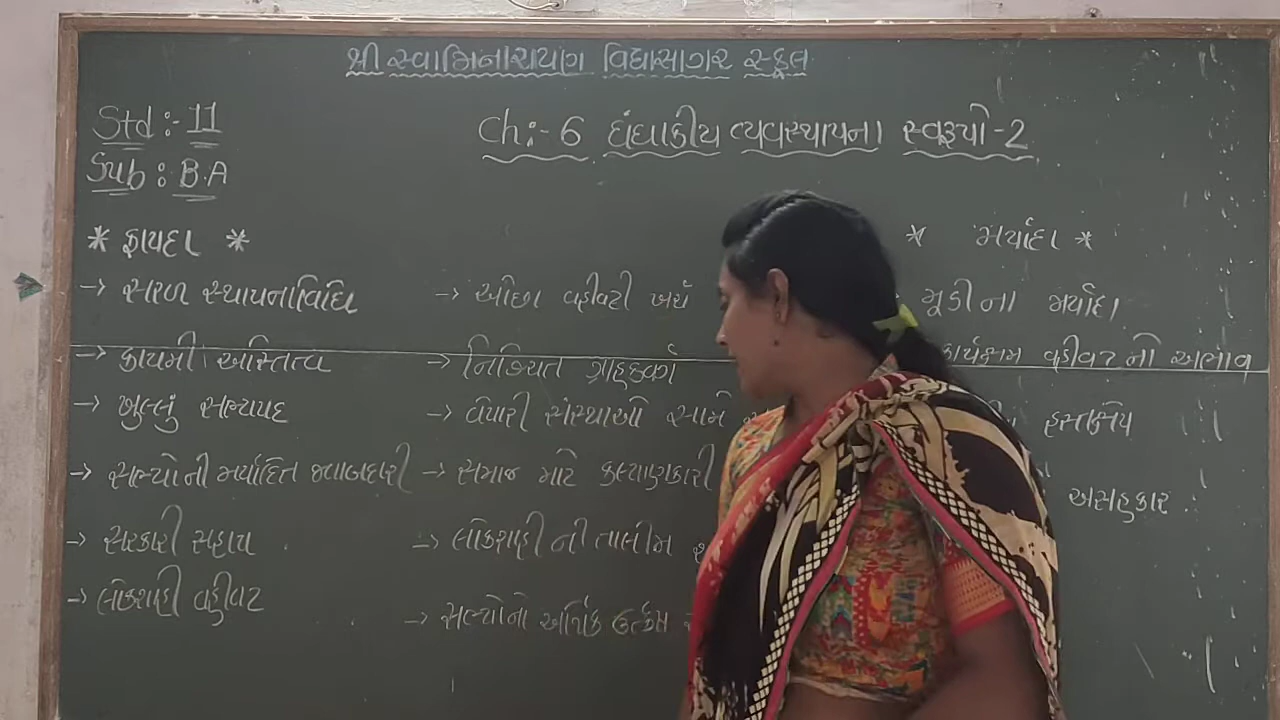 શ્રી સ્વામિનારાયણ વિદ્યાસાગર સ્કૂલ
Std :- 11
Ch :- 6 ધંધાકીય વ્યવસ્થાપના સ્વરૂપો -2
Sub : B.A
* ફાયદા *
* મર્યાદા *
→ સરળ સ્થાપનાવિધિ
→ ઓછા વહીવટી ખર્ચ
મૂડીના મર્યાદા
→ કાયમી અસ્તિત્વ
→ નિશ્ચિત ગ્રાહકવર્ગ
કાર્યક્ષમ વહીવટનો અભાવ
→ ખુલ્લું સભ્યપદ
→ વેપારી સંસ્થાઓ સામે
હસ્તક્ષેપ
→ સભ્યોની મર્યાદિત જવાબદારી
→ સમાજ માટે કલ્યાણકારી
અસહકાર
→ સરકારી સહાય
→ લોકશાહી ની તાલીમ
→ લોકશાહી વહીવટ
→ સભ્યોનો આર્થિક ઉત્કર્ષ